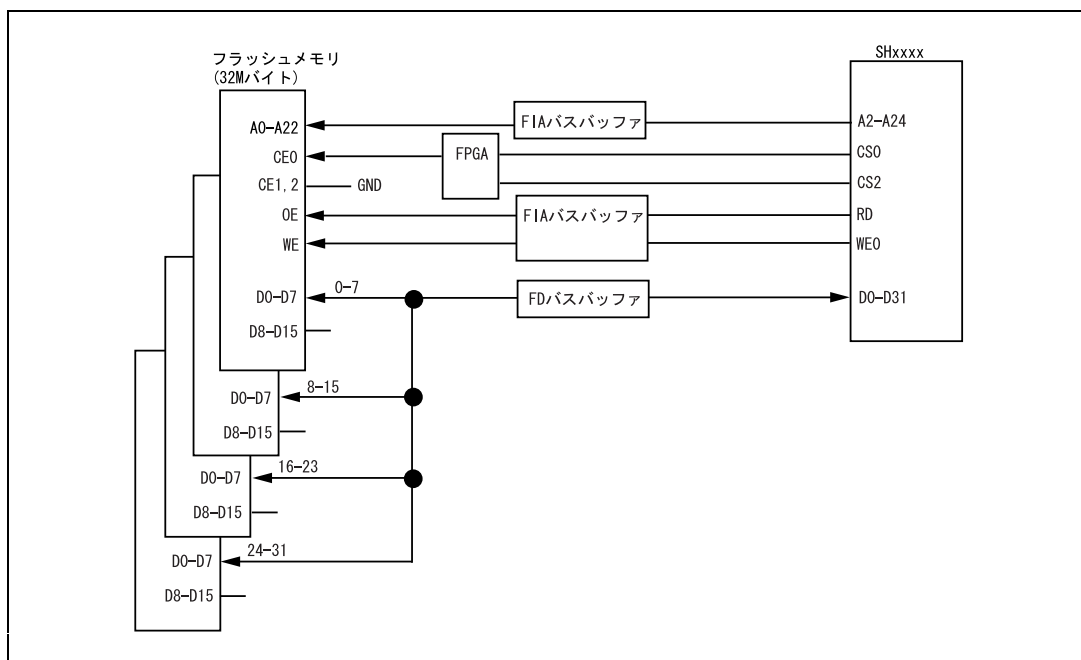 SHxxxx
フラッシュメモリ
(32Mバイト)
A0-A22
FIAバスバッファ
A2-A24
CE0
FPGA
CS0
CE1,2
GND
CS2
OE
FIAバスバッファ
RD
WE
WE0
D0-D7
0-7
FDバスバッファ
D0-D31
D8-D15
D0-D7
8-15
D8-D15
D0-D7
16-23
D8-D15
D0-D7
24-31
D8-D15